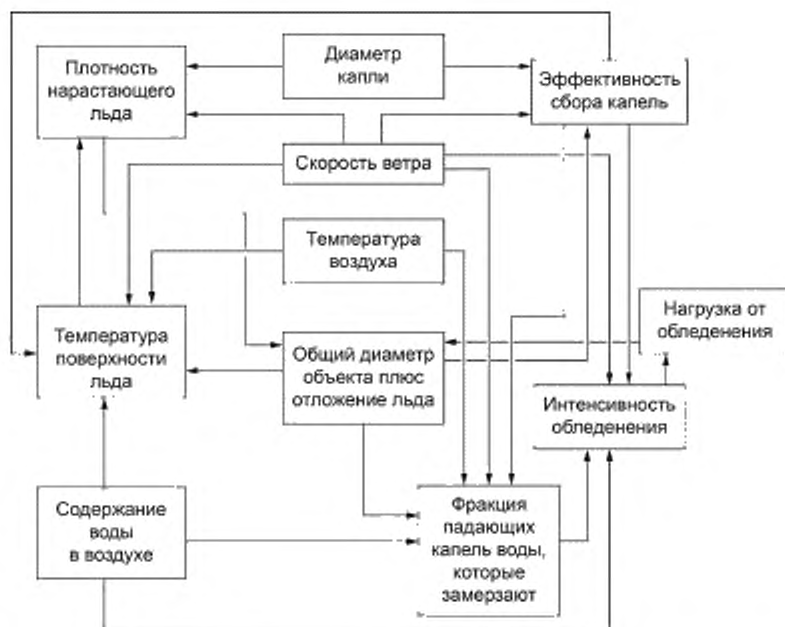 Диаметр
капли
Плотность
нарастающего
льда
Эффективность
сбора капель
Скорость ветра
Температура
воздуха
Нагрузка от
обледенения
Температура
поверхности
льда
Общий диаметр
объекта плюс
отложение льда
Интенсивность
обледенения
Содержание
воды
в воздухе
Фракция
падающих
капель воды,
которые
замерзают